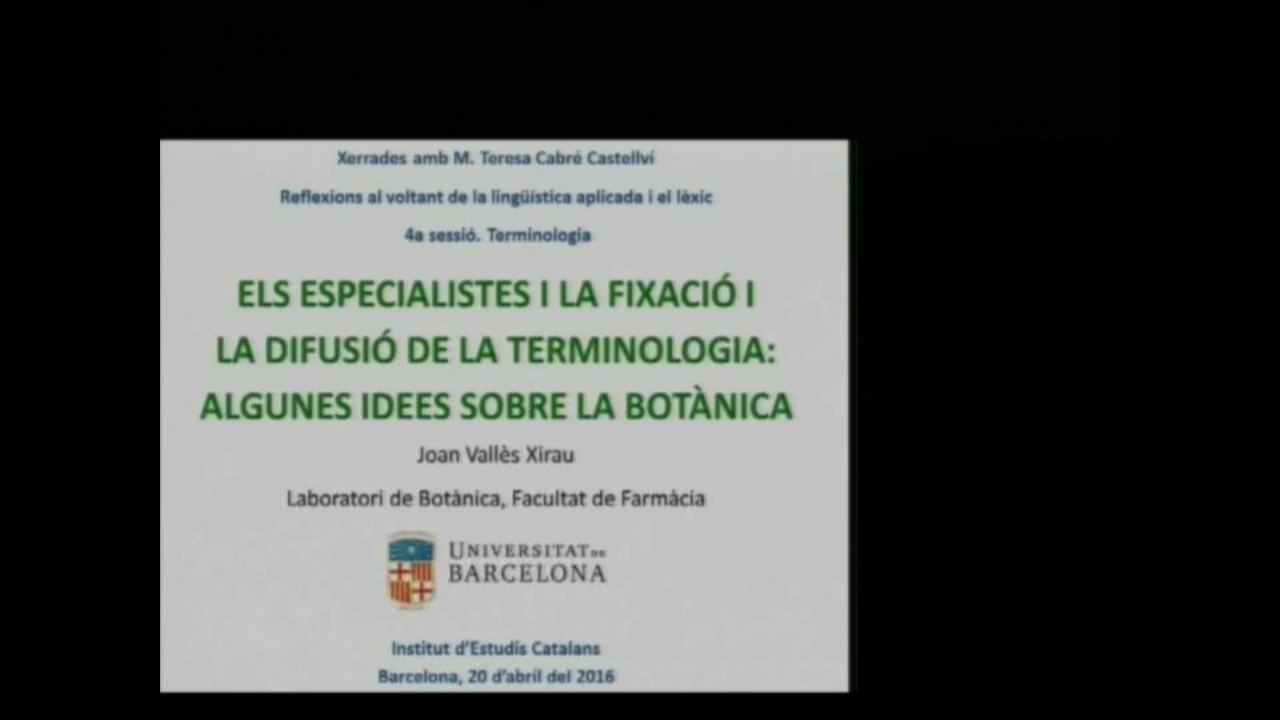 Xerrades amb M. Teresa Cabré Castellví
Reflexions al voltant de la lingüística aplicada i el lèxic
4a sessió. Terminologia
ELS ESPECIALISTES I LA FIXACIÓ I
LA DIFUSIÓ DE LA TERMINOLOGIA:
ALGUNES IDEES SOBRE LA BOTÀNICA
Joan Vallès Xirau
Laboratori de Botànica, Facultat de Farmàcia
UNIVERSITAT DE
BARCELONA
Institut d'Estudis Catalans
Barcelona, 20 d'abril del 2016